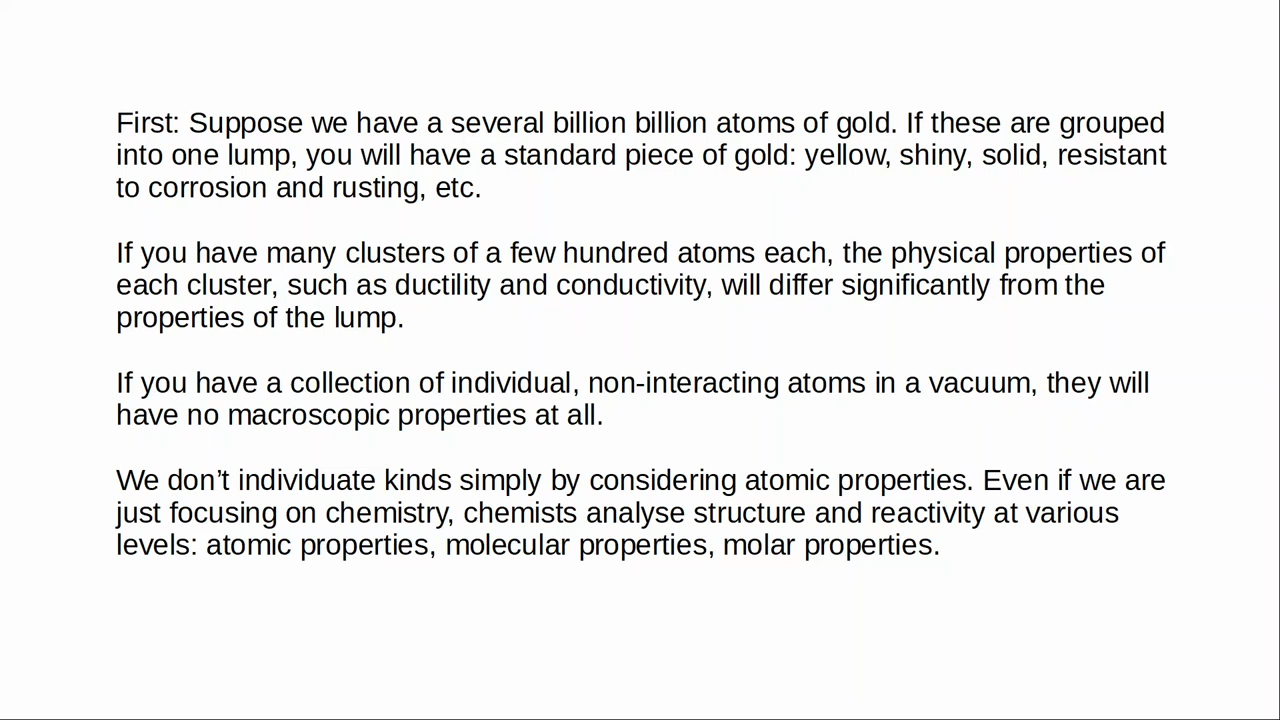 First: Suppose we have a several billion billion atoms of gold. If these are grouped
into one lump, you will have a standard piece of gold: yellow, shiny, solid, resistant
to corrosion and rusting, etc.
If you have many clusters of a few hundred atoms each, the physical properties of
each cluster, such as ductility and conductivity, will differ significantly from the
properties of the lump.
If you have a collection of individual, non-interacting atoms in a vacuum, they will
have no macroscopic properties at all.
We don’t individuate kinds simply by considering atomic properties. Even if we are
just focusing on chemistry, chemists analyse structure and reactivity at various
levels: atomic properties, molecular properties, molar properties.